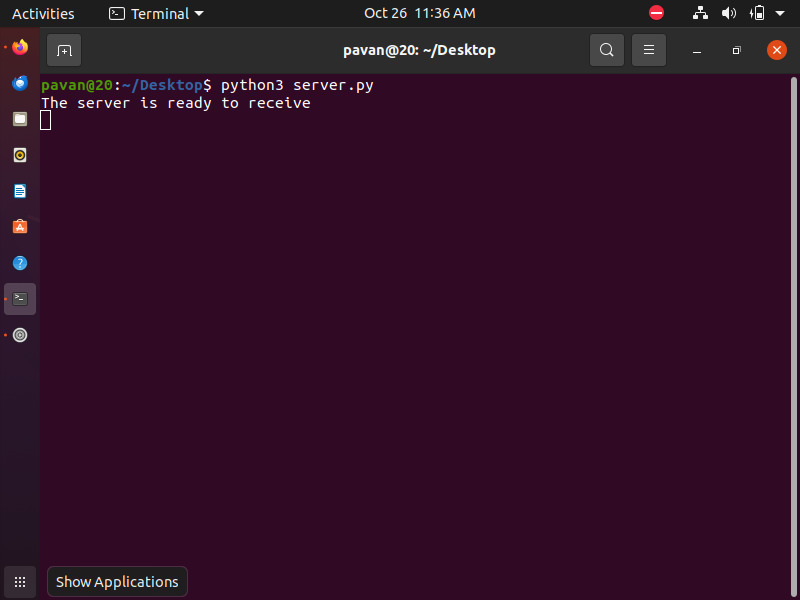 Activities Terminal Oct 26 11:36 AM
pavan@20: ~/Desktop
pavan@20:~/Desktop$ python3 server.py
The server is ready to receive
Show Applications